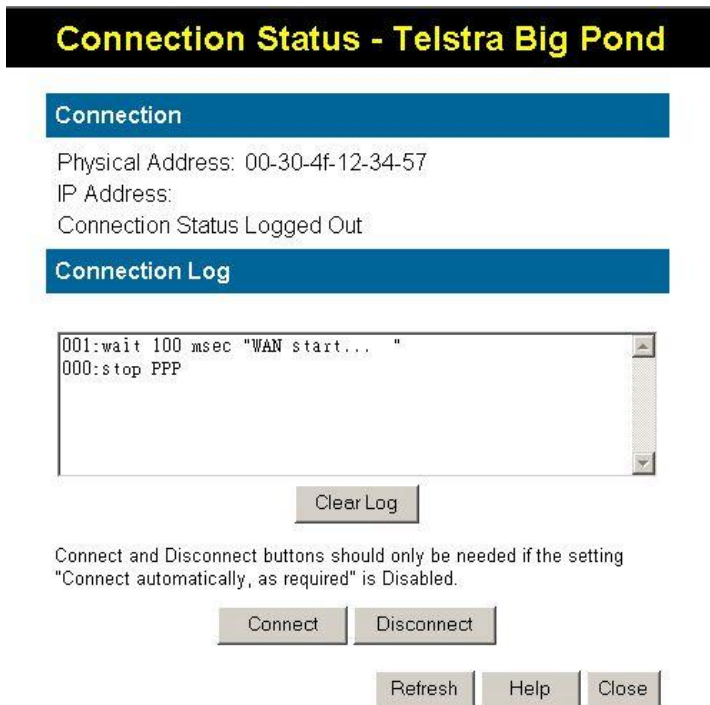 Connection Status - Telstra Big Pond
Connection
Physical Address: 00-30-4f-12-34-57
IP Address:
Connection Status Logged Out
Connection Log
001:wait 100 msec "WAN start...  "
000:stop PPP
Clear Log
Connect and Disconnect buttons should only be needed if the setting
"Connect automatically, as required" is Disabled.
Connect Disconnect
Refresh Help Close